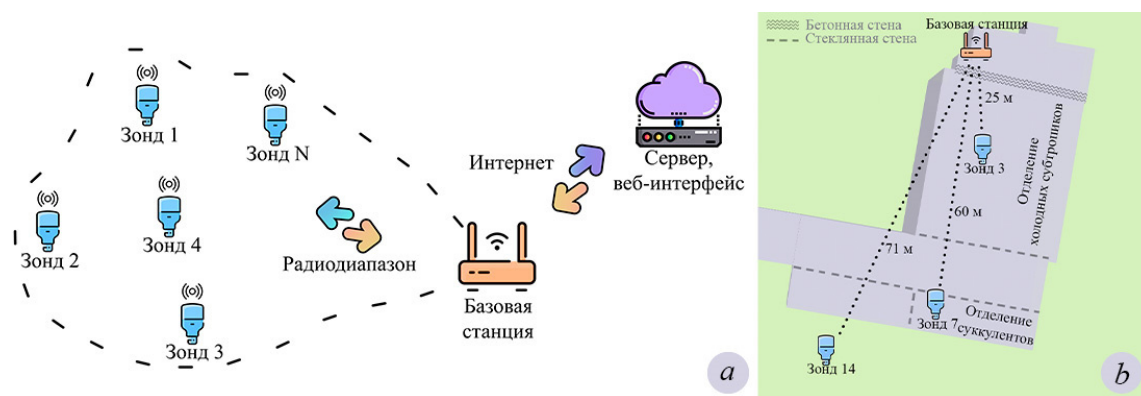 Зонд 1
Зонд N
Зонд 2
Зонд 4
Зонд 3
Радиодиапазон
Интернет
Сервер,
веб-интерфейс
Базовая
станция
a
Бетонная стена
Стеклянная стена
Базовая станция
25 м
Зонд 3
Отделение
холодных субтроников
60 м
71 м
Зонд 7
Отделение
суккулентов
Зонд 14
b